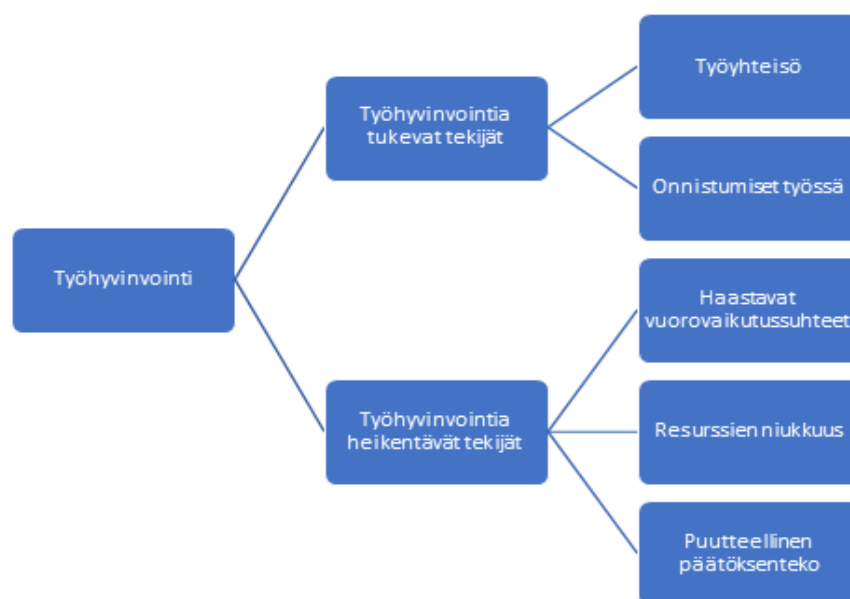 Työhyvinvointi
Työhyvinvointia
tukevat tekijät
Työyhteisö
Onnistumiset työssä
Työhyvinvointia
heikentävät tekijät
Haastavat
vuorovaikutussuhteet
Resurssien niukkuus
Puutteellinen
päätöksenteko